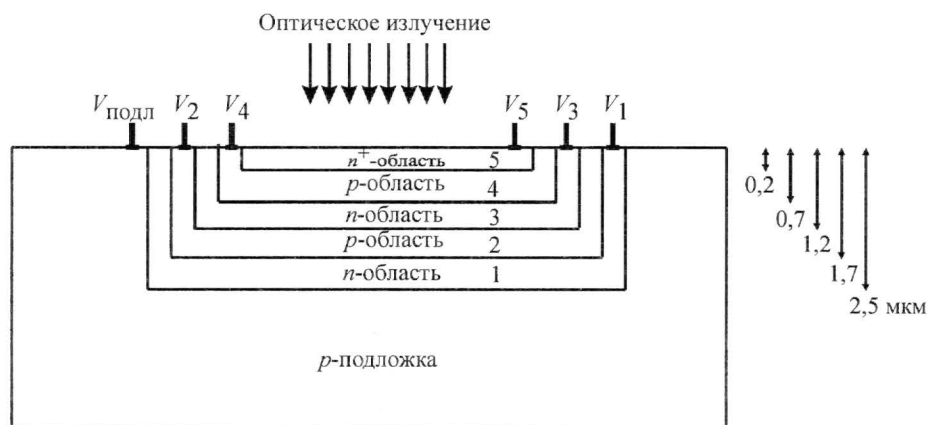 Оптическое излучение
Vподл V2 V4 V5 V3 V1
n+-область 5
p-область 4
n-область 3
p-область 2
n-область 1
p-подложка
0,2
0,7
1,2
1,7
2,5 мкм